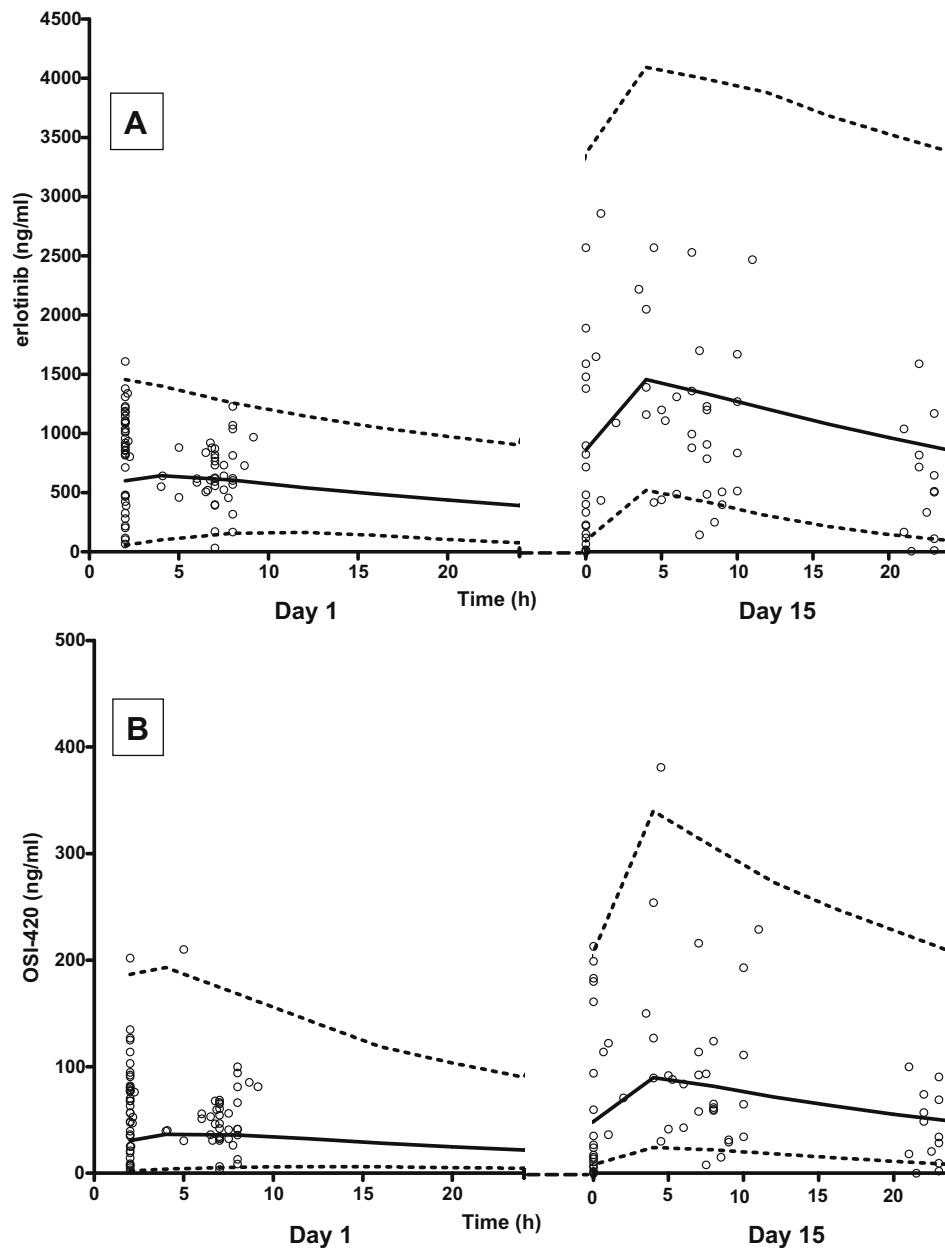 4500
4000
A
3500
3000
2500
2000
1500
1000
500
0
erlotinib (ng/ml)
0 5 10 15 20 0 5 10 15 20
Time (h)
Day 1 Day 15
500
B
400
300
200
100
0
OSI-420 (ng/ml)
0 5 10 15 20 0 5 10 15 20
Time (h)
Day 1 Day 15